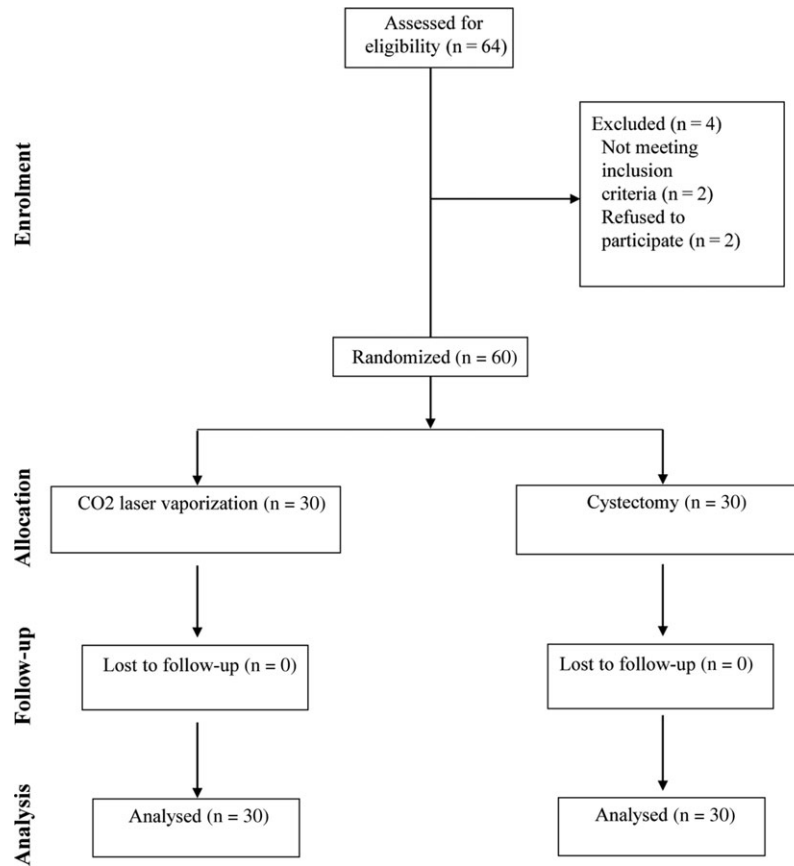 Assessed for
eligibility (n = 64)
Enrolment
Excluded (n = 4)
Not meeting
inclusion
criteria (n = 2)
Refused to
participate (n = 2)
Randomized (n = 60)
Allocation
CO2 laser vaporization (n = 30)
Cystectomy (n = 30)
Follow-up
Lost to follow-up (n = 0)
Lost to follow-up (n = 0)
Analysis
Analysed (n = 30)
Analysed (n = 30)